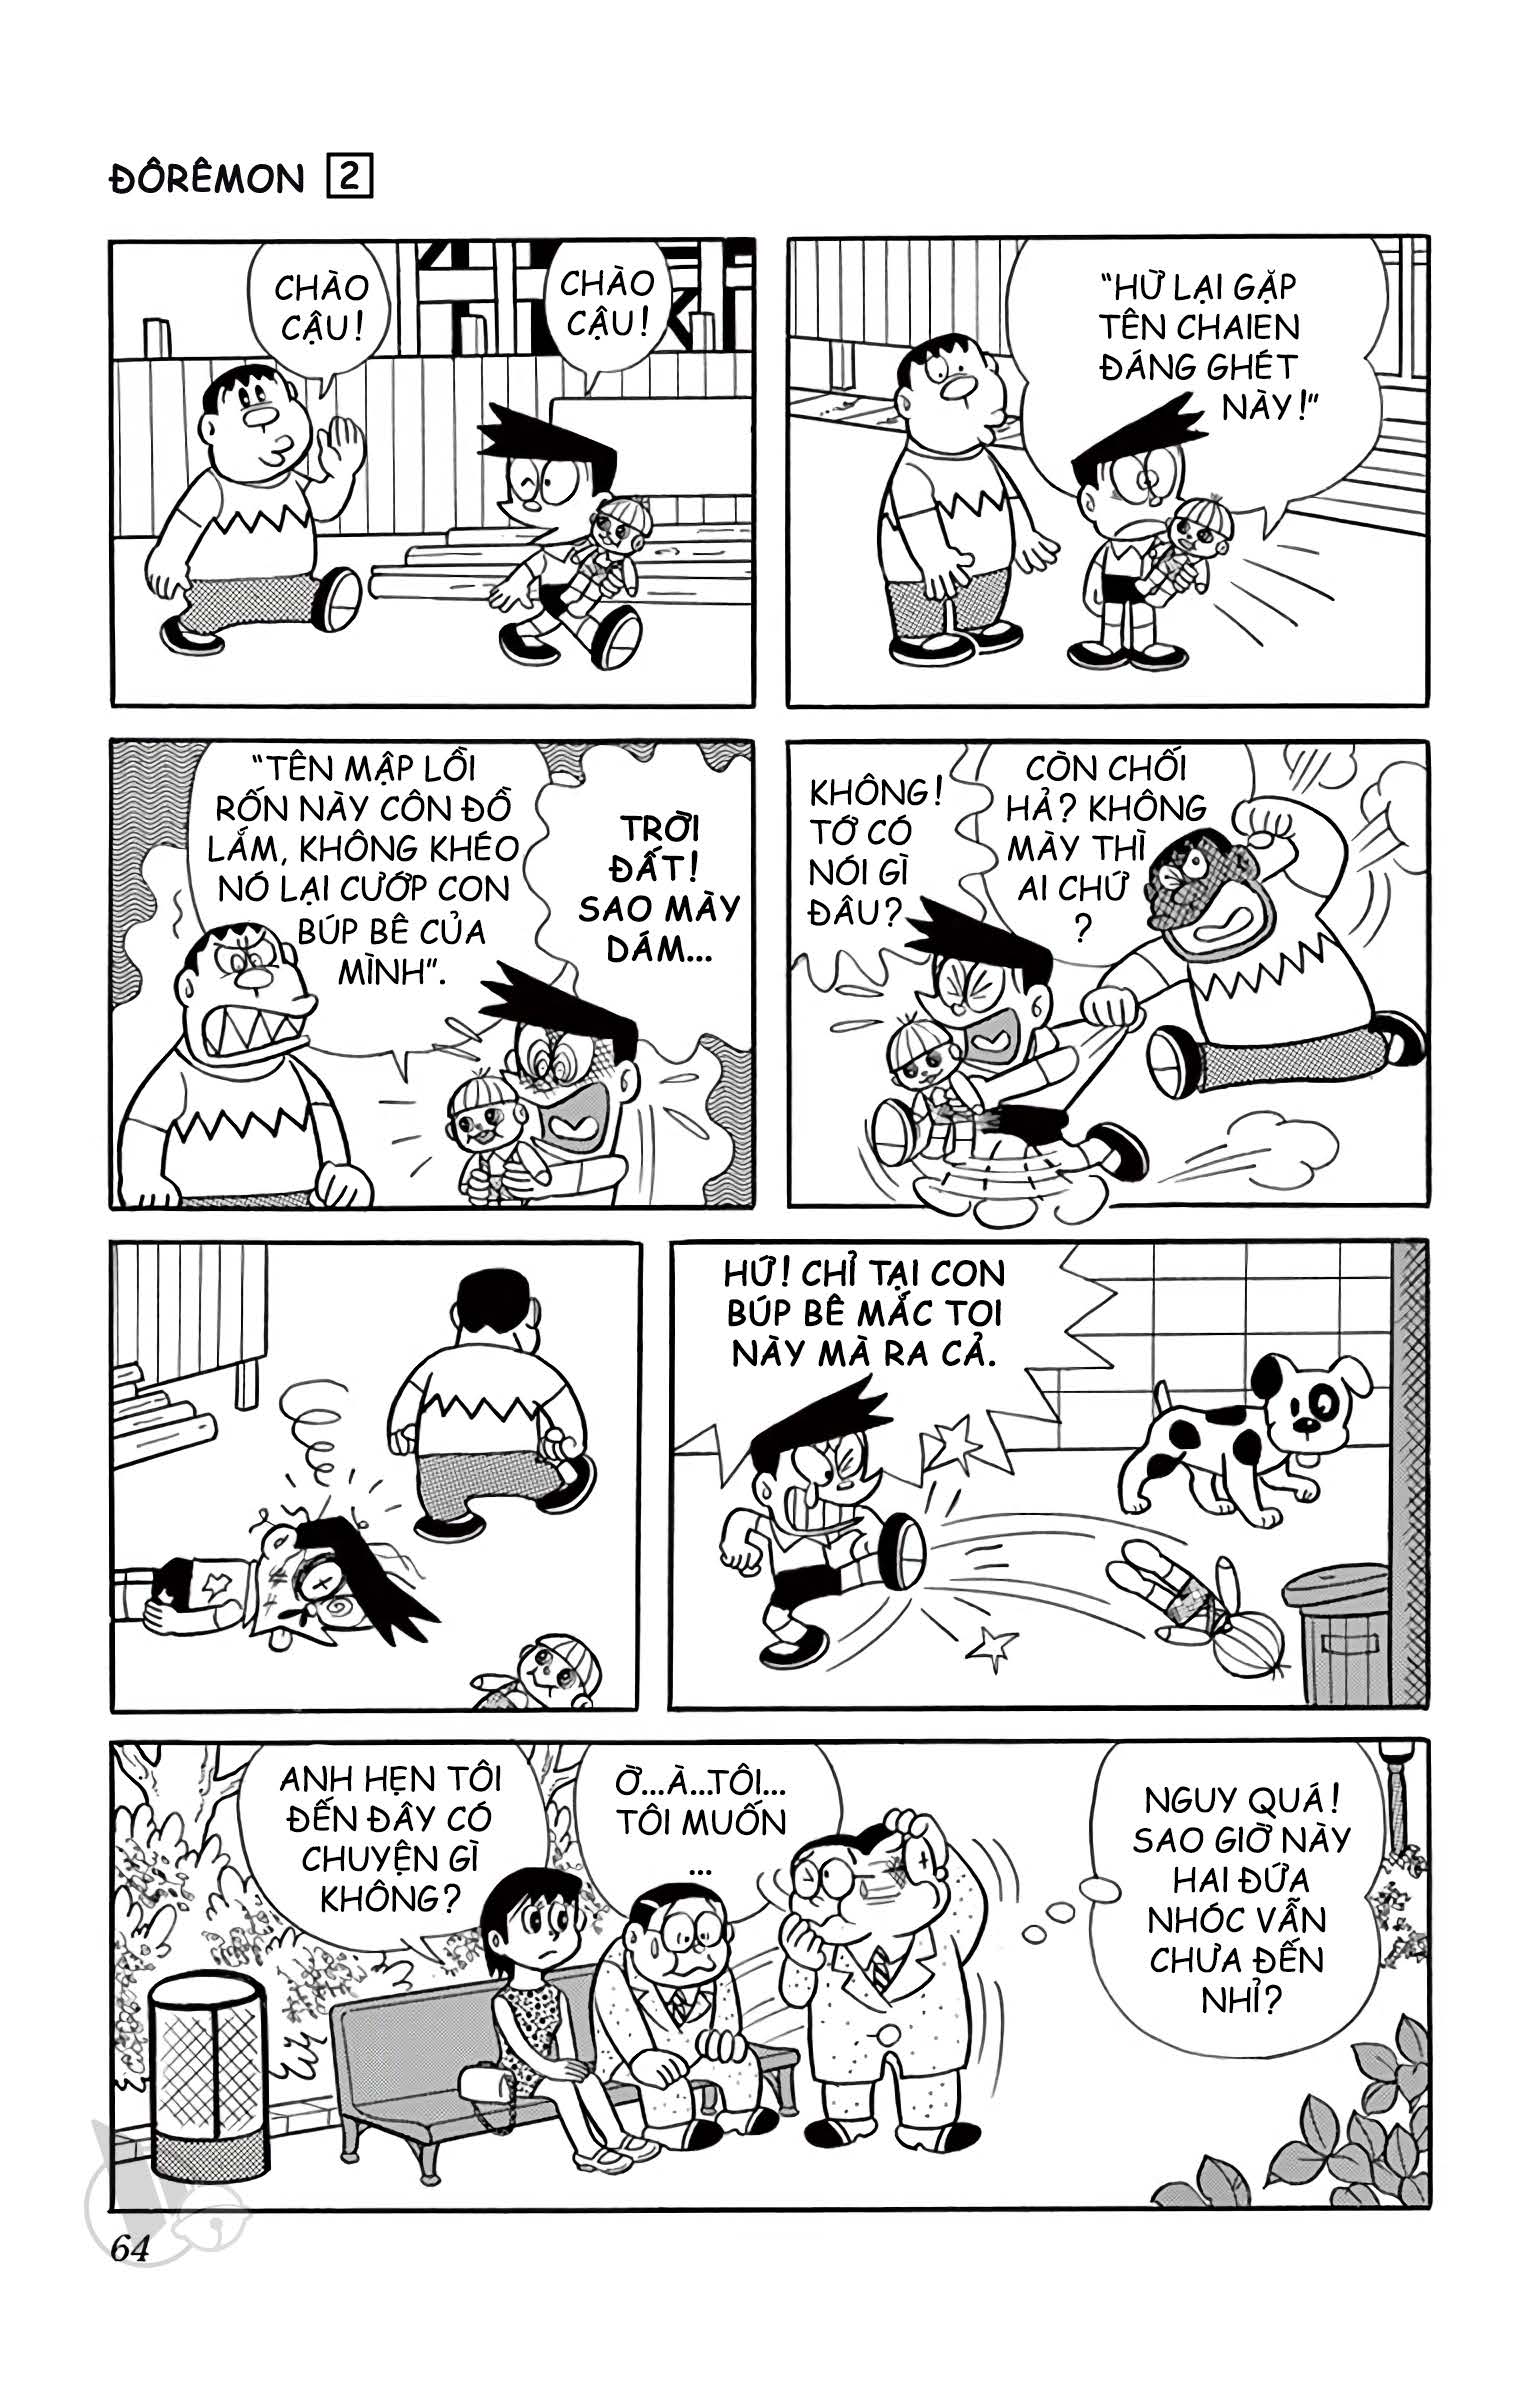 ĐÔRÊMON 2
CHÀO
CẬU!
CHÀO
CẬU!
“HỪ LẠI GẶP
TÊN CHAIEN
ĐÁNG GHÉT
NÀY!”
“TÊN MẬP LỒI
RỐN NÀY CÔN ĐỒ
LẮM, KHÔNG KHÉO
NÓ LẠI CƯỚP CON
BÚP BÊ CỦA
MÌNH”.
TRỜI
ĐẤT!
SAO MÀY
DÁM...
KHÔNG!
TỚ CÓ
NÓI GÌ
ĐÂU?
CÒN CHỐI
HẢ? KHÔNG
MÀY THÌ
AI CHỨ
?
HỨ! CHỈ TẠI CON
BÚP BÊ MẮC TOI
NÀY MÀ RA CẢ.
ANH HẸN TÔI
ĐẾN ĐÂY CÓ
CHUYỆN GÌ
KHÔNG?
Ờ...À...TÔI...
TÔI MUỐN
...
NGUY QUÁ!
SAO GIỜ NÀY
HAI ĐỨA
NHÓC VẪN
CHƯA ĐẾN
NHỈ?
64